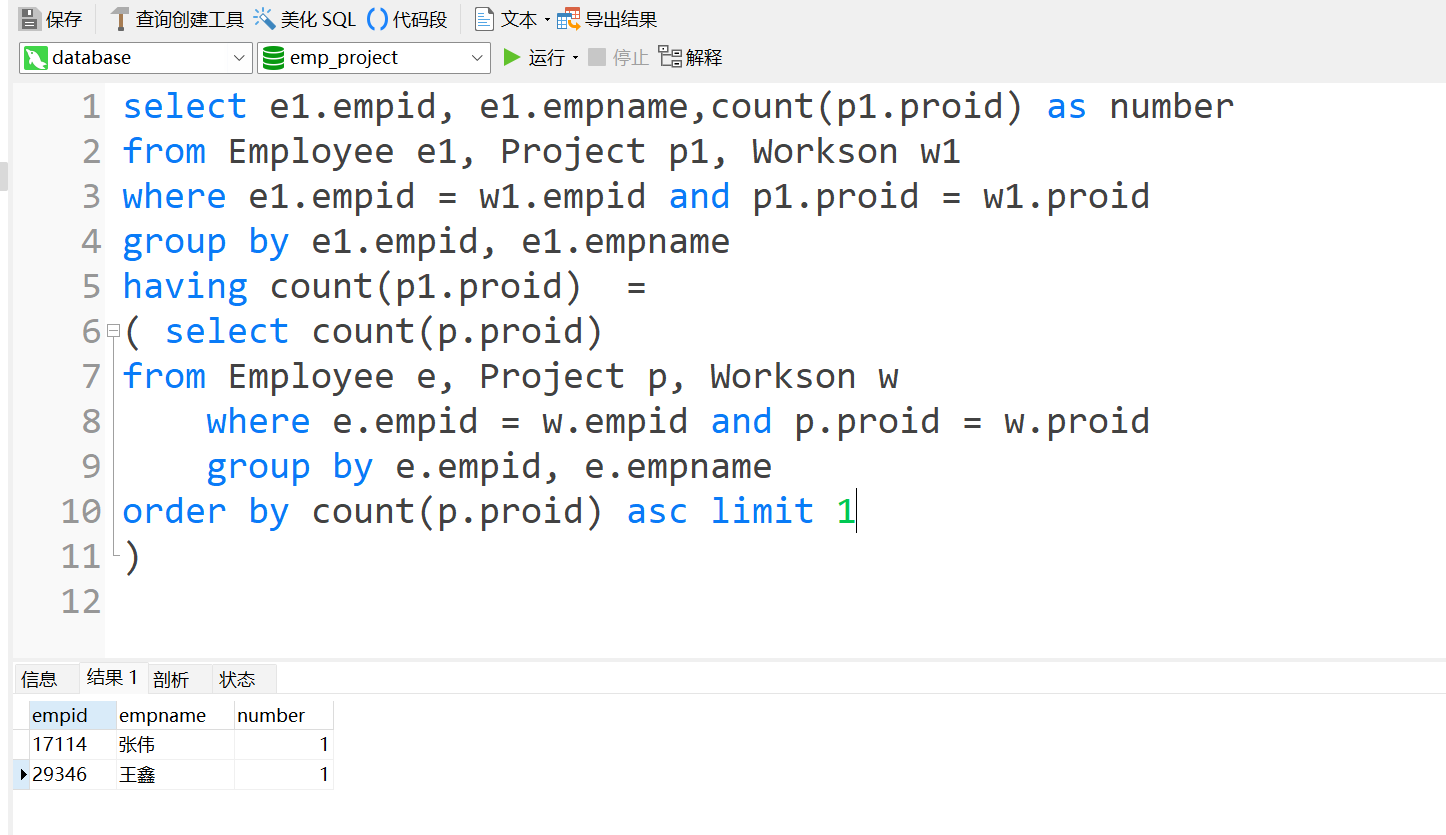 保存 查询创建工具 美化 SQL () 代码段 文本 导出结果
database emp_project 运行 停止 解释
1 select e1.empid, e1.empname,count(p1.proid) as number
2 from Employee e1, Project p1, Workson w1
3 where e1.empid = w1.empid and p1.proid = w1.proid
4 group by e1.empid, e1.empname
5 having count(p1.proid)  =
6 ( select count(p.proid)
7 from Employee e, Project p, Workson w
8     where e.empid = w.empid and p.proid = w.proid
9     group by e.empid, e.empname
10 order by count(p.proid) asc limit 1
11 )
12
信息 结果 1 剖析 状态
empid empname number
17114 张伟 1
29346 王鑫 1